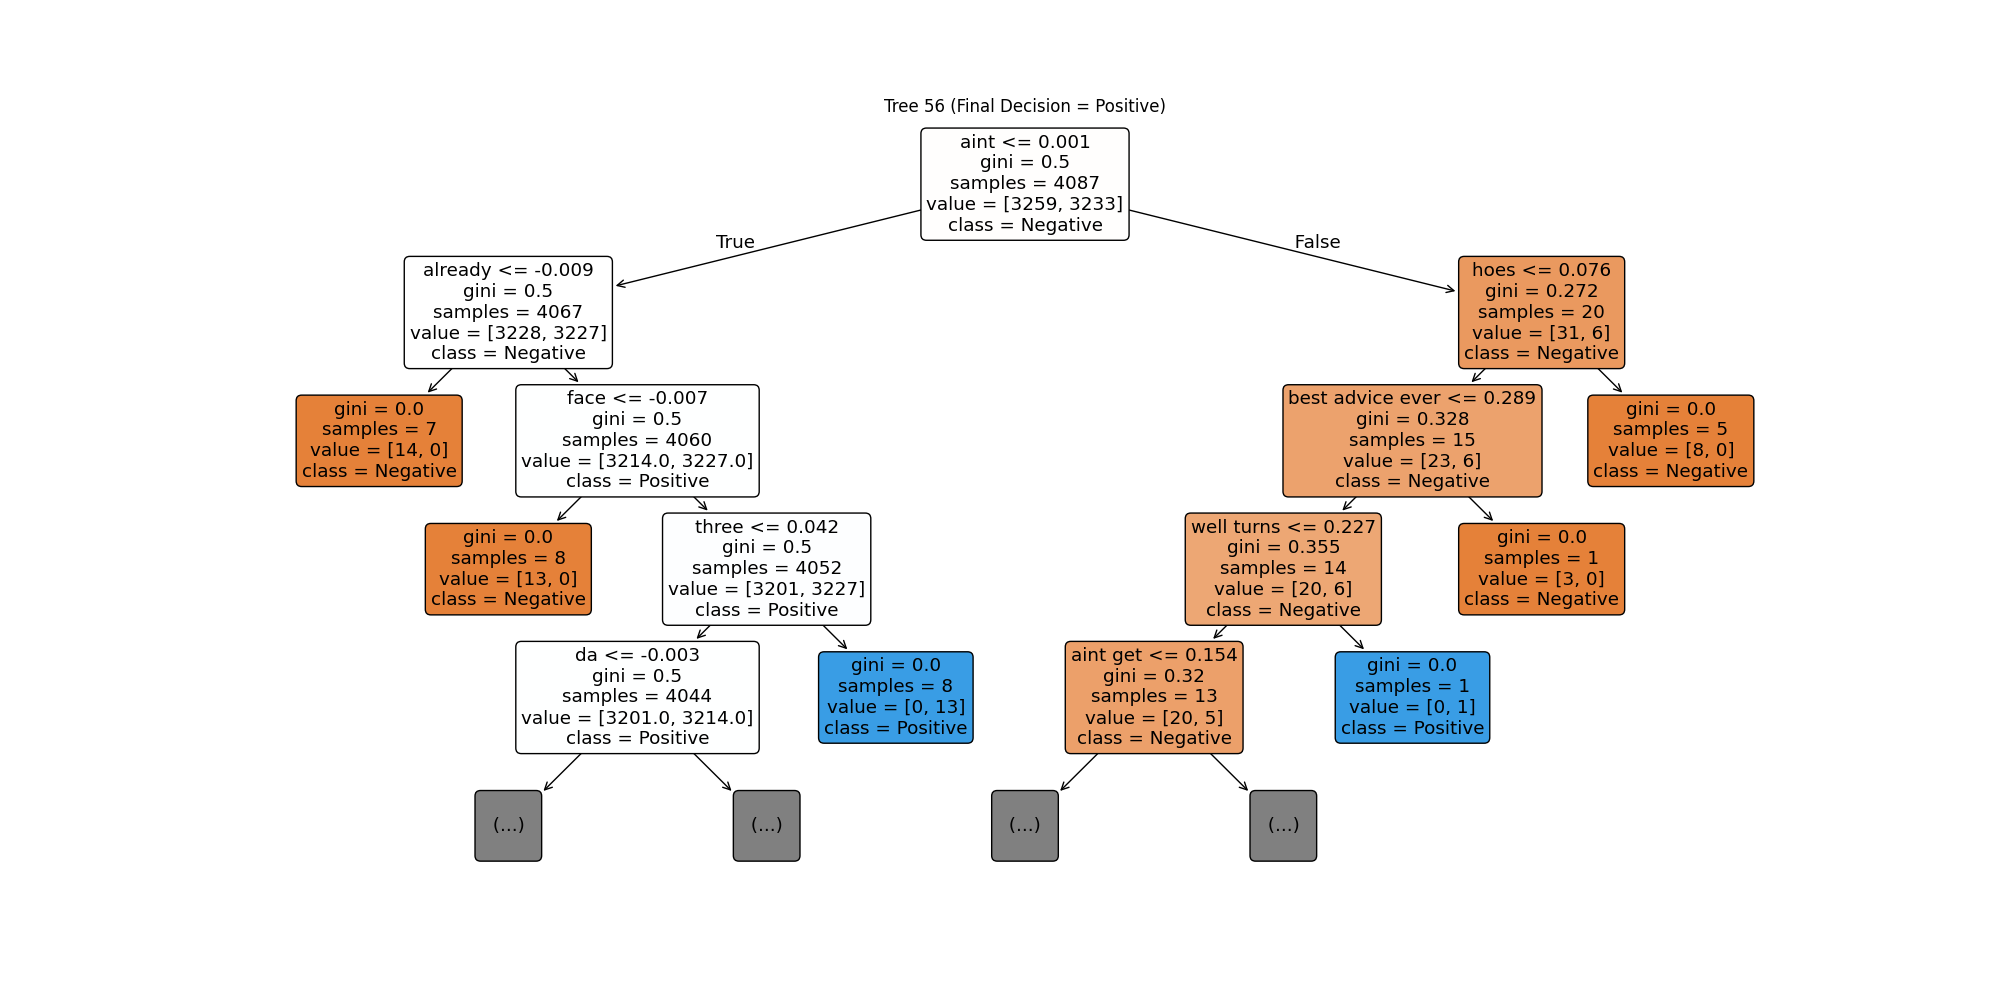 Tree 56 (Final Decision = Positive)
aint <= 0.001
gini = 0.5
samples = 4087
value = [3259, 3233]
class = Negative
True
False
already <= -0.009
gini = 0.5
samples = 4067
value = [3228, 3227]
class = Negative
hoes <= 0.076
gini = 0.272
samples = 20
value = [31, 6]
class = Negative
gini = 0.0
samples = 7
value = [14, 0]
class = Negative
face <= -0.007
gini = 0.5
samples = 4060
value = [3214.0, 3227.0]
class = Positive
best advice ever <= 0.289
gini = 0.328
samples = 15
value = [23, 6]
class = Negative
gini = 0.0
samples = 5
value = [8, 0]
class = Negative
gini = 0.0
samples = 8
value = [13, 0]
class = Negative
three <= 0.042
gini = 0.5
samples = 4052
value = [3201, 3227]
class = Positive
well turns <= 0.227
gini = 0.355
samples = 14
value = [20, 6]
class = Negative
gini = 0.0
samples = 1
value = [3, 0]
class = Negative
da <= -0.003
gini = 0.5
samples = 4044
value = [3201.0, 3214.0]
class = Positive
gini = 0.0
samples = 8
value = [0, 13]
class = Positive
aint get <= 0.154
gini = 0.32
samples = 13
value = [20, 5]
class = Negative
gini = 0.0
samples = 1
value = [0, 1]
class = Positive
(...)
(...)
(...)
(...)